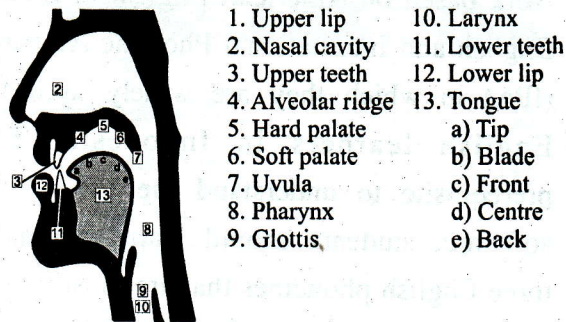 1. Upper lip
2. Nasal cavity
3. Upper teeth
4. Alveolar ridge
5. Hard palate
6. Soft palate
7. Uvula
8. Pharynx
9. Glottis
10. Larynx
11. Lower teeth
12. Lower lip
13. Tongue
a) Tip
b) Blade
c) Front
d) Centre
e) Back
2
5
4
6
7
3
12
a b c d e
13
11
8
9
10